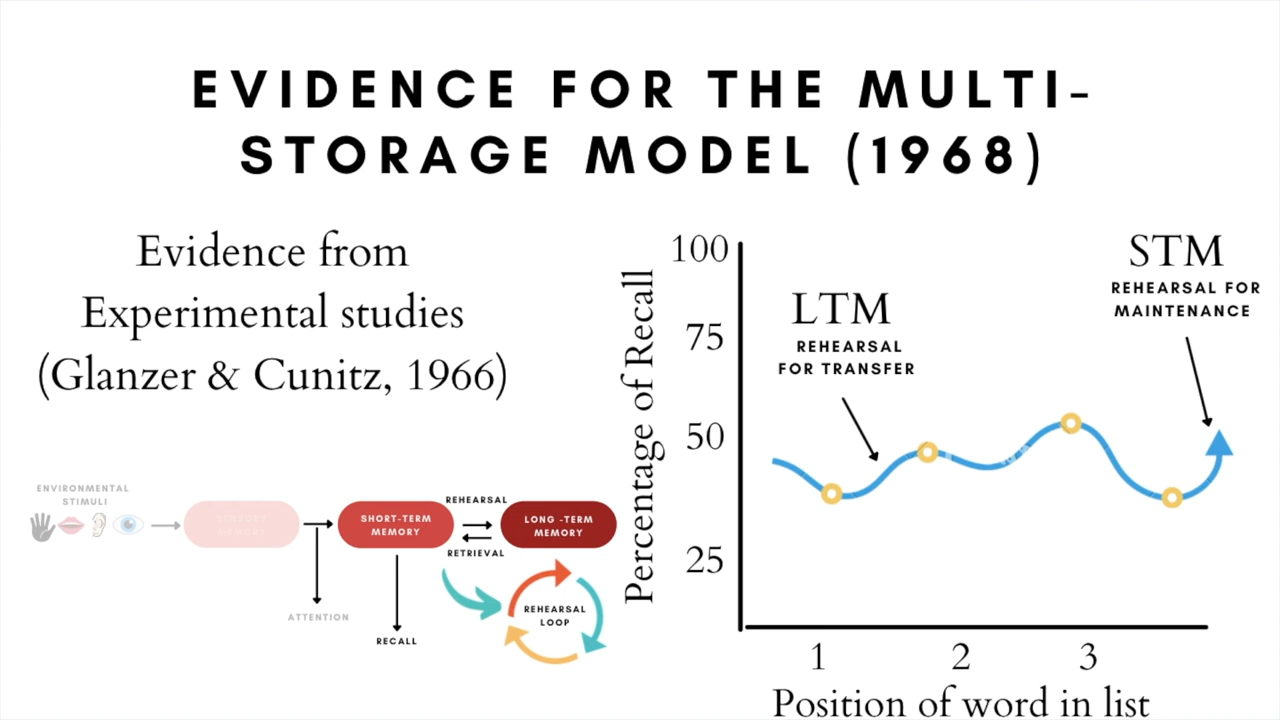 EVIDENCE FOR THE MULTI-
STORAGE MODEL (1968)
Evidence from
Experimental studies
(Glanzer & Cunitz, 1966)
ENVIRONMENTAL
STIMULI
SENSORY
MEMORY
SHORT-TERM
MEMORY
REHEARSAL
RETRIEVAL
LONG -TERM
MEMORY
ATTENTION
RECALL
REHEARSAL
LOOP
Percentage of Recall
100
75
50
25
LTM
REHEARSAL
FOR TRANSFER
STM
REHEARSAL FOR
MAINTENANCE
1
2
3
Position of word in list